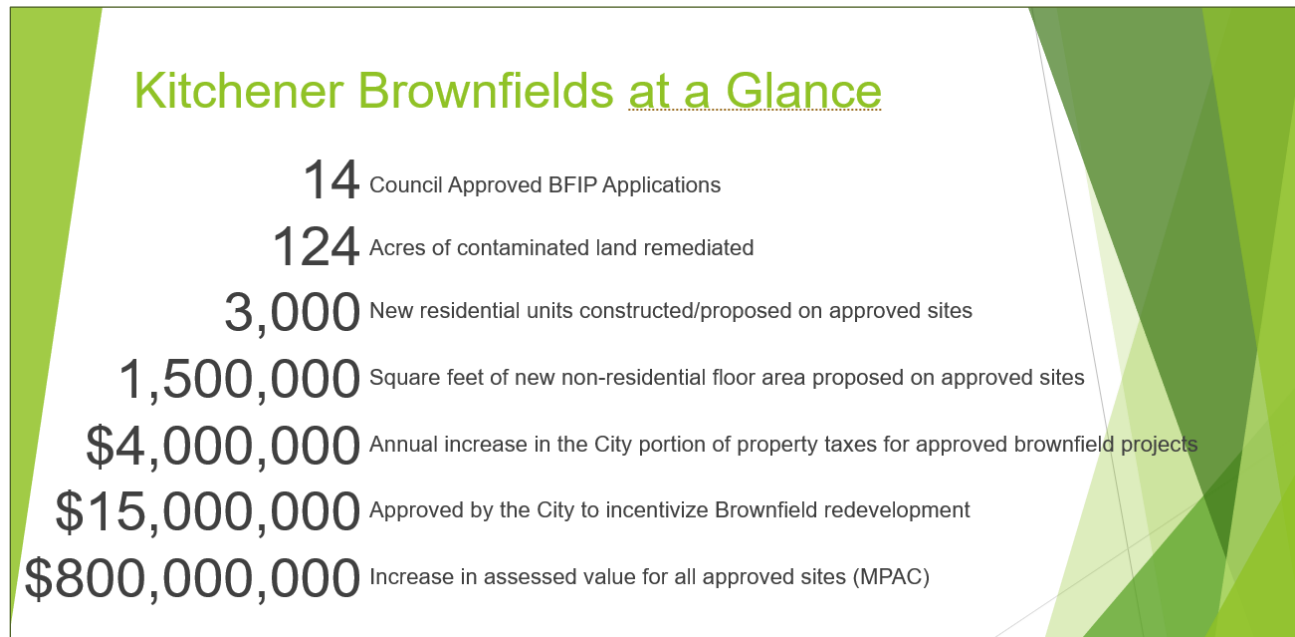 Kitchener Brownfields at a Glance
14 Council Approved BFIP Applications
124 Acres of contaminated land remediated
3,000 New residential units constructed/proposed on approved sites
1,500,000 Square feet of new non-residential floor area proposed on approved sites
$4,000,000 Annual increase in the City portion of property taxes for approved brownfield projects
$15,000,000 Approved by the City to incentivize Brownfield redevelopment
$800,000,000 Increase in assessed value for all approved sites (MPAC)